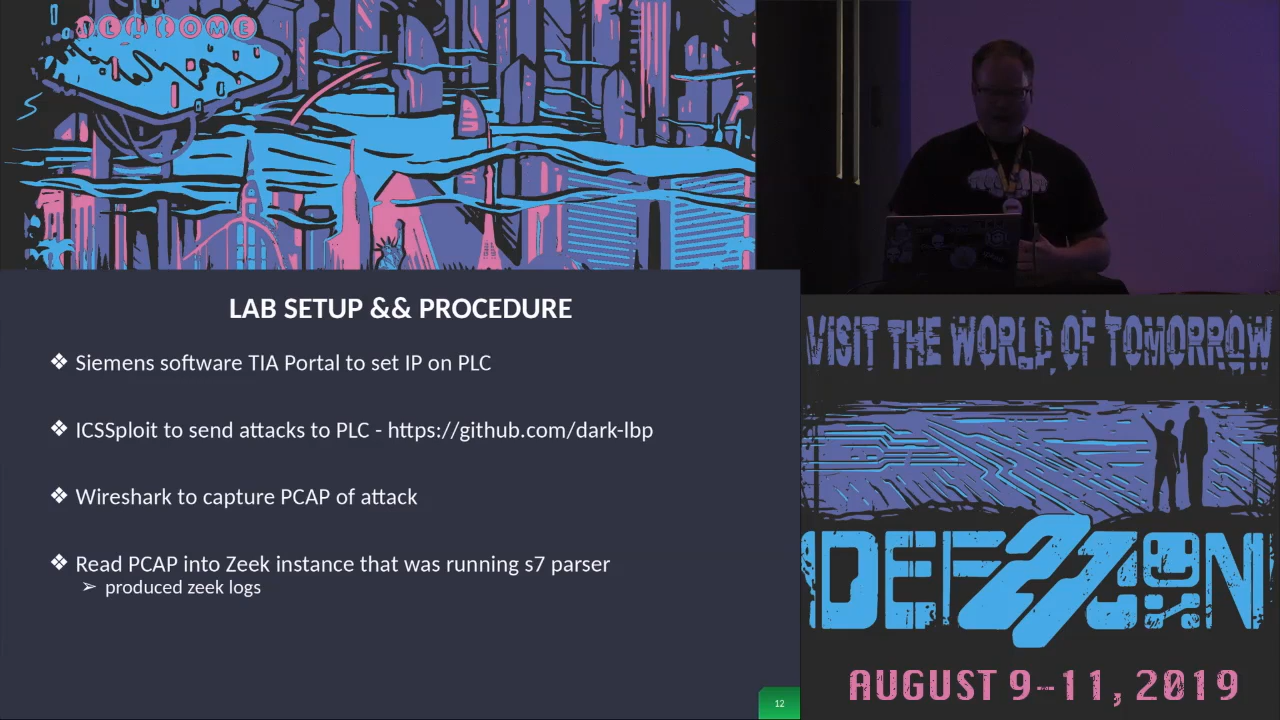 WELCOME
LAB SETUP && PROCEDURE
❖ Siemens software TIA Portal to set IP on PLC
❖ ICSSploit to send attacks to PLC - https://github.com/dark-lbp
❖ Wireshark to capture PCAP of attack
❖ Read PCAP into Zeek instance that was running s7 parser
➢ produced zeek logs
12
VISIT THE WORLD OF TOMORROW
DEF27CON
AUGUST 9-11, 2019